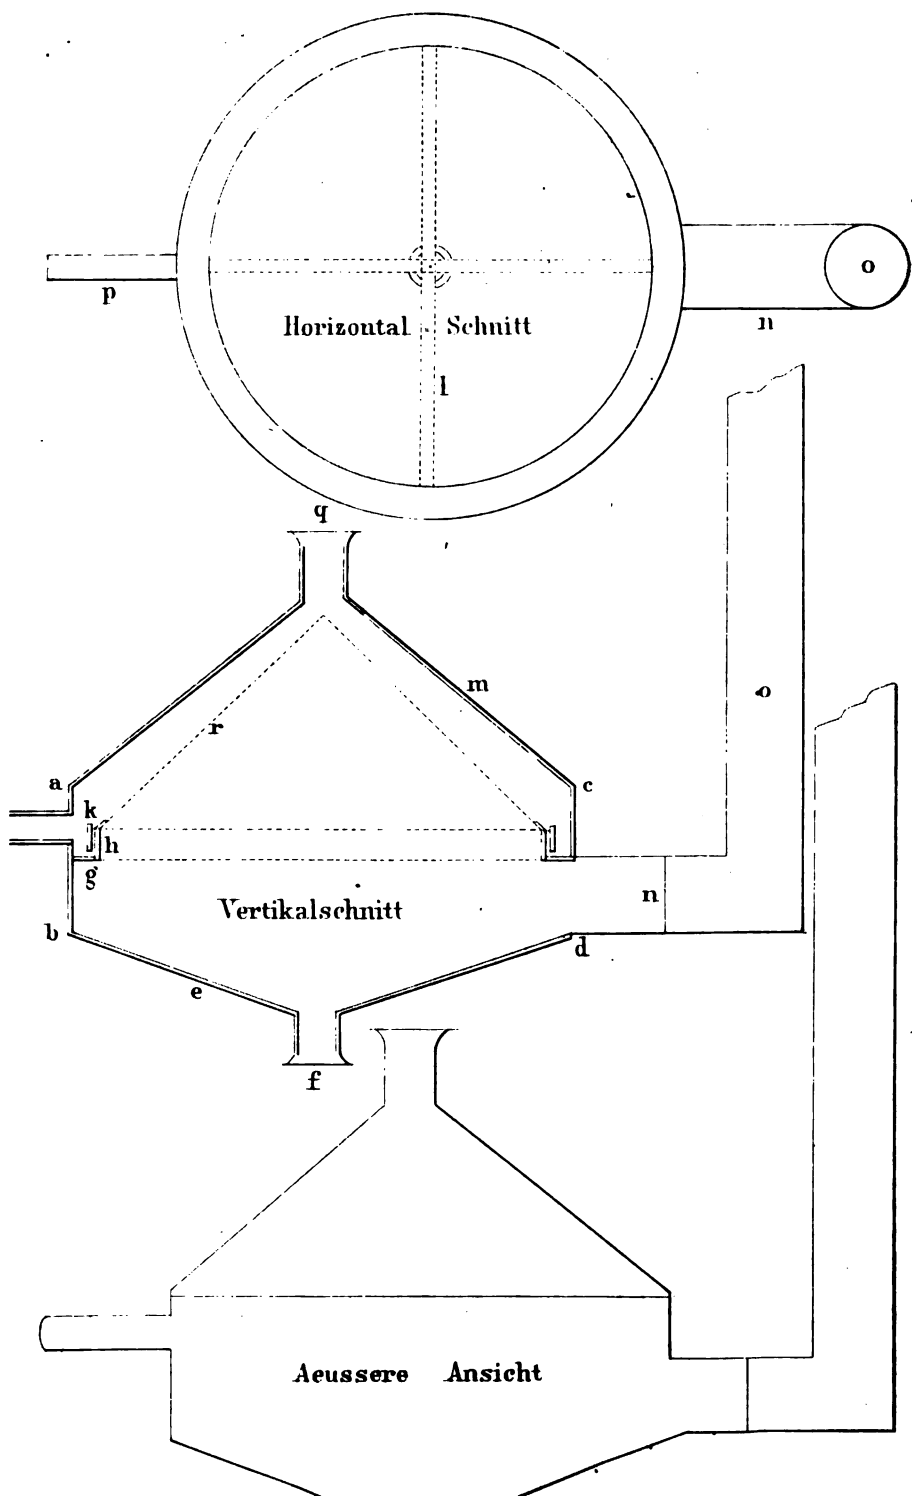 o
p
n
Horizontal Schnitt
l
q
m
o
r
a
c
k
h
g
n
Vertikalschnitt
b
d
e
f
Aeussere Ansicht